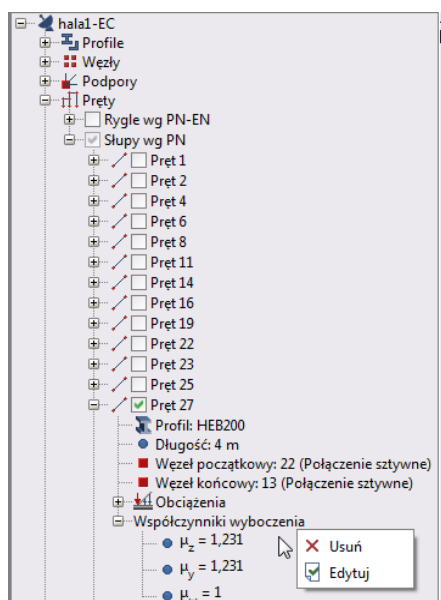 hala1-EC
Profile
Węzły
Podpory
Pręty
Rygle wg PN-EN
Słupy wg PN
Pręt 1
Pręt 2
Pręt 4
Pręt 6
Pręt 8
Pręt 11
Pręt 14
Pręt 16
Pręt 19
Pręt 22
Pręt 23
Pręt 25
Pręt 27
Profil: HEB200
Długość: 4 m
Węzeł początkowy: 22 (Połączenie sztywne)
Węzeł końcowy: 13 (Połączenie sztywne)
Obciążenia
Współczynniki wyboczenia
μz = 1,231
Usuń
μy = 1,231
Edytuj